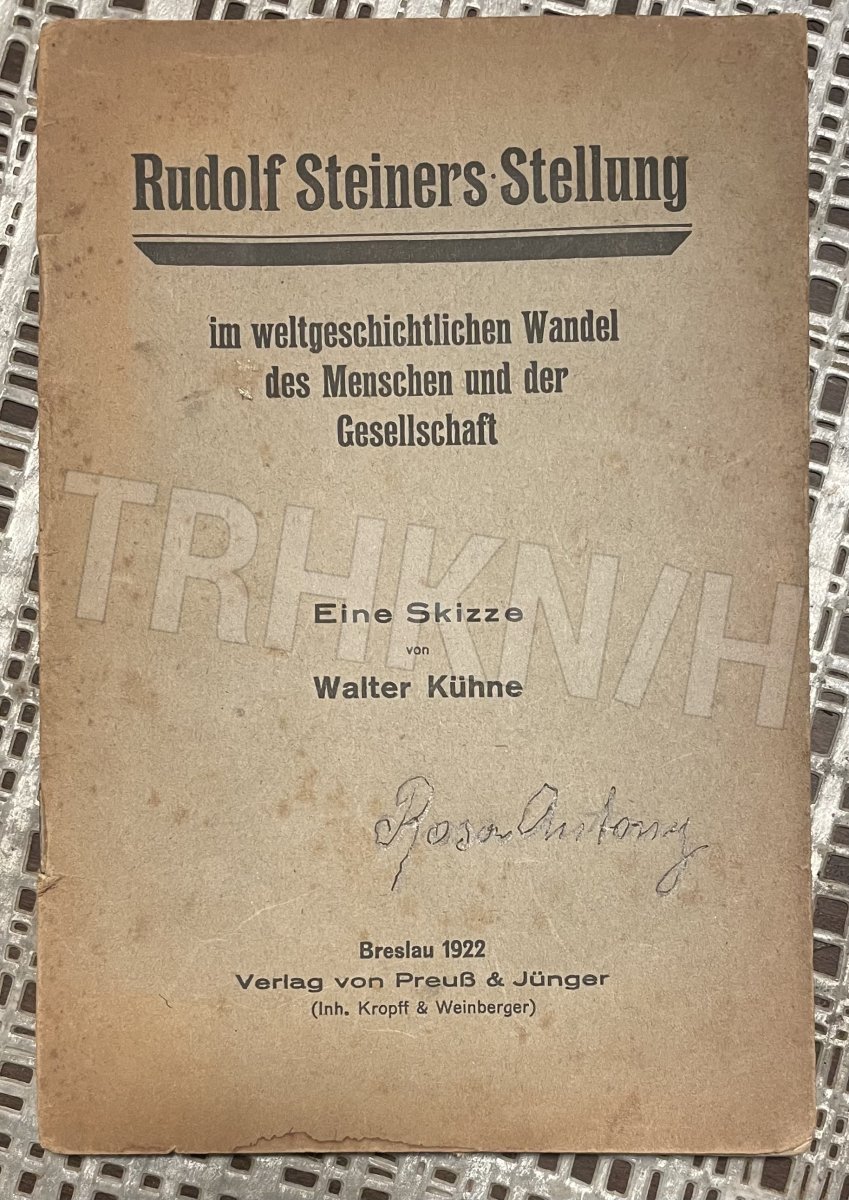 Rudolf Steiners Stellung
im weltgeschichtlichen Wandel
des Menschen und der
Gesellschaft
TRHKN/H
Eine Skizze
von
Walter Kühne
Rosa Antony
Breslau 1922
Verlag von Preuß & Jünger
(Inh. Kropff & Weinberger)